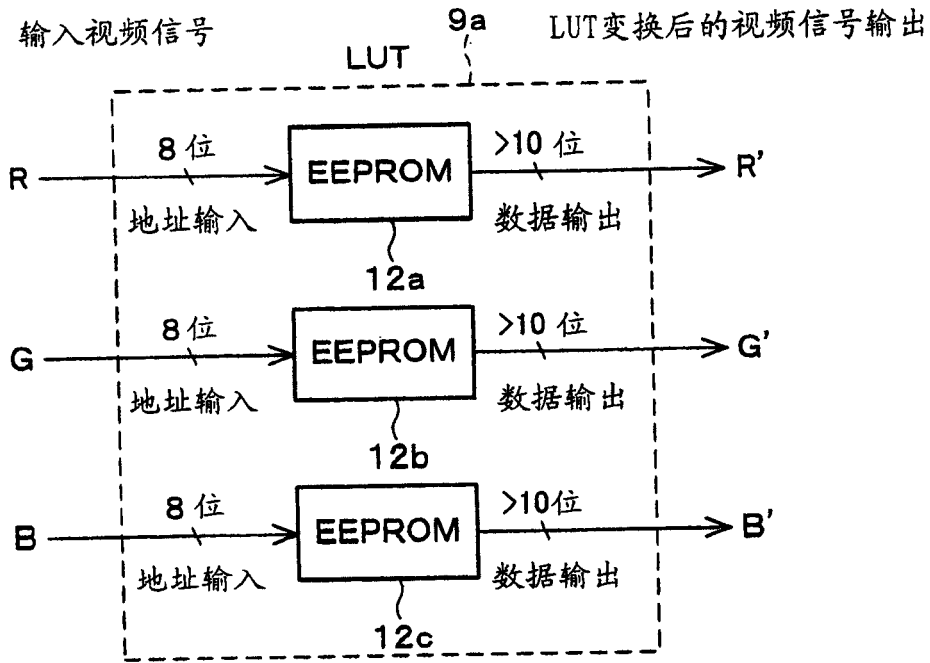 输入视频信号
9a
LUT变换后的视频信号输出
LUT
R
8位
EEPROM
>10位
R'
地址输入
数据输出
12a
G
8位
EEPROM
>10位
G'
地址输入
数据输出
12b
B
8位
EEPROM
>10位
B'
地址输入
数据输出
12c